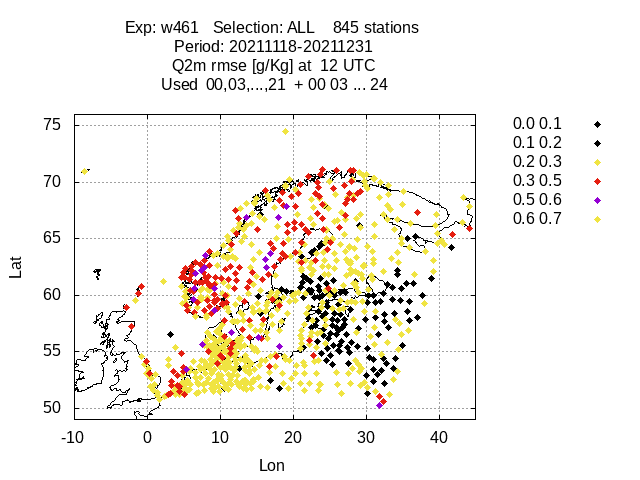 Exp: w461 Selection: ALL 845 stations
Period: 20211118-20211231
Q2m rmse [g/Kg] at 12 UTC
Used 00,03,...,21 + 00 03 ... 24
0.0 0.1
0.1 0.2
0.2 0.3
0.3 0.5
0.5 0.6
0.6 0.7
75
70
65
60
55
50
Lat
-10 0 10 20 30 40
Lon